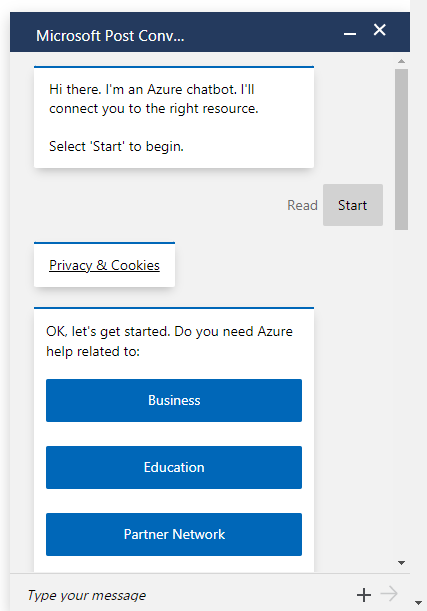 Microsoft Post Conv...
Hi there. I'm an Azure chatbot. I'll
connect you to the right resource.
Select 'Start' to begin.
Read
Start
Privacy & Cookies
OK, let's get started. Do you need Azure
help related to:
Business
Education
Partner Network
Type your message